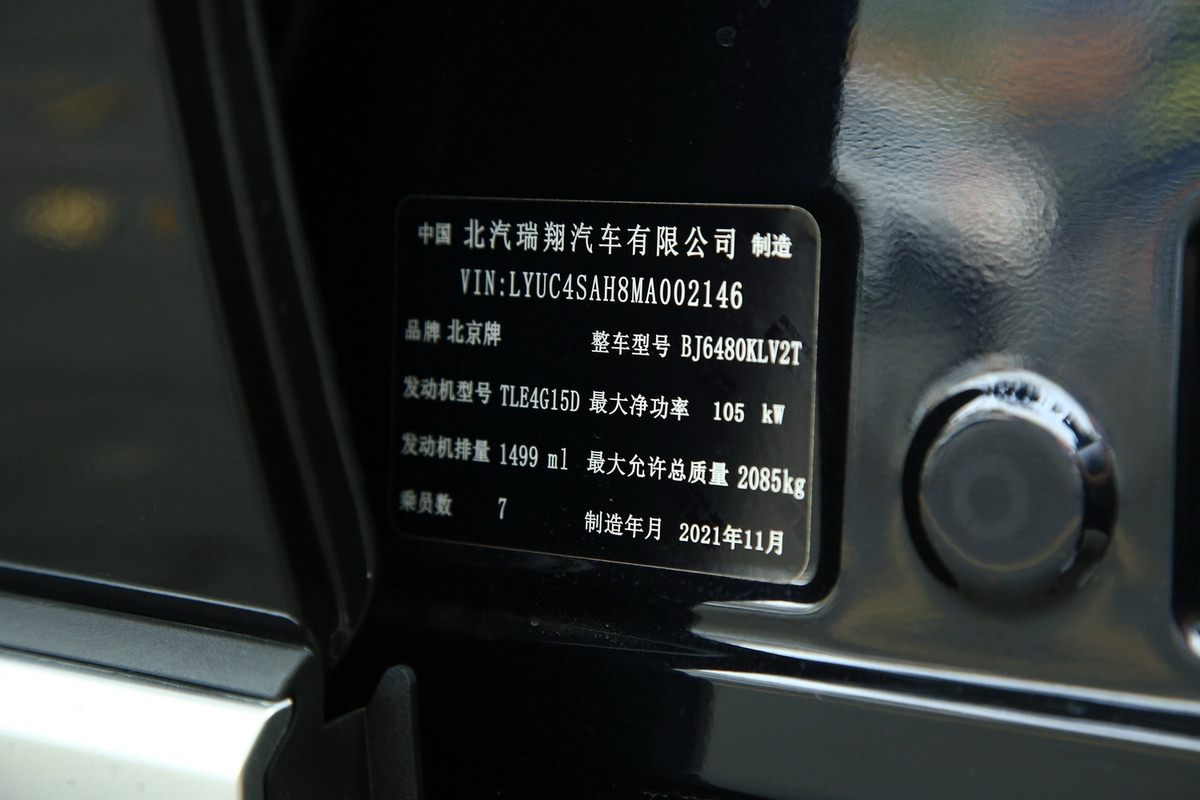 中国 北汽瑞翔汽车有限公司 制造
VIN:LYUC4SAH8MA002146
品牌 北京牌 整车型号 BJ6480KLV2T
发动机型号 TLE4G15D 最大净功率 105 kW
发动机排量 1499 ml 最大允许总质量 2085kg
乘员数 7 制造年月 2021年11月